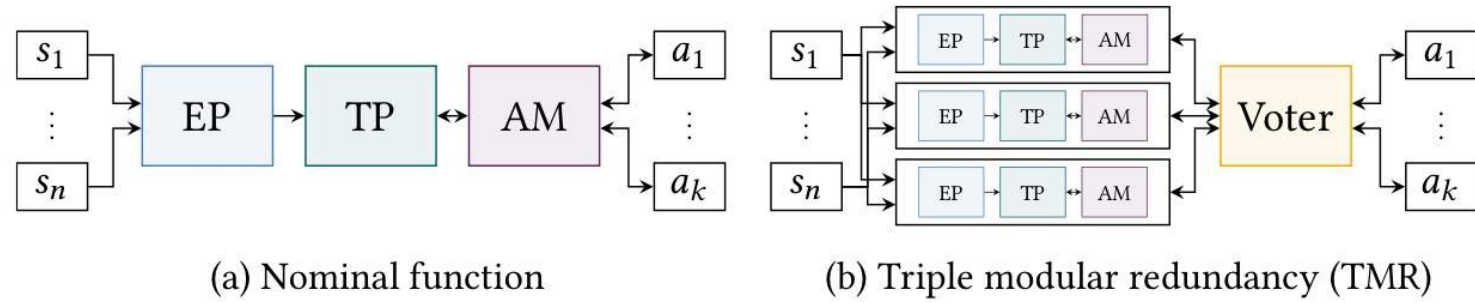 s₁
⋮
sₙ
EP
TP
AM
a₁
⋮
aₖ
(a) Nominal function
s₁
⋮
sₙ
EP TP AM
EP TP AM
EP TP AM
Voter
a₁
⋮
aₖ
(b) Triple modular redundancy (TMR)